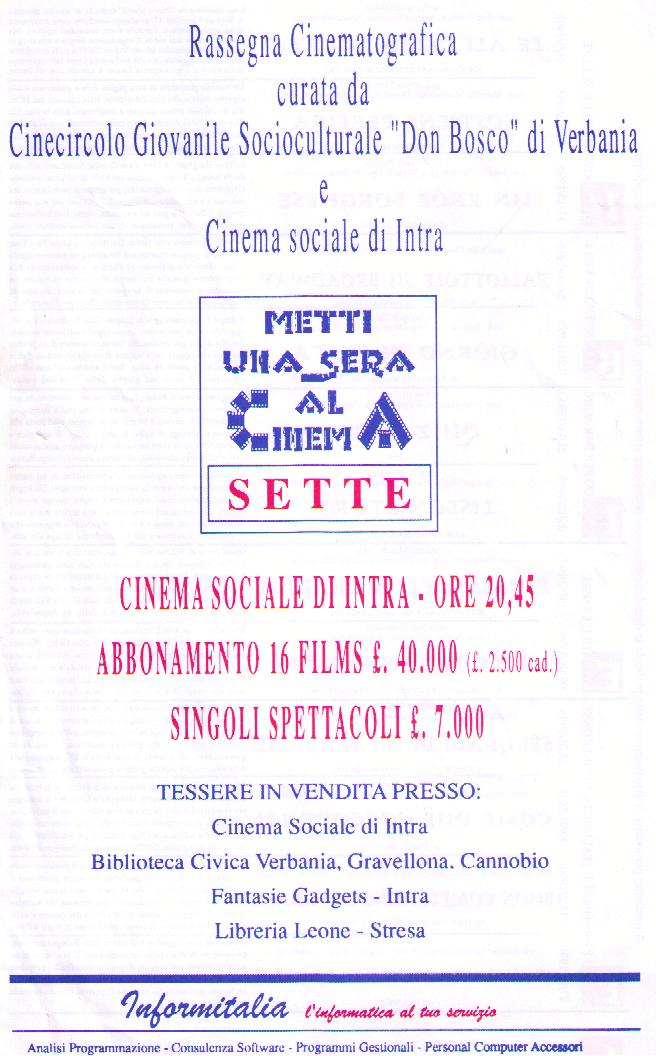 Rassegna Cinematografica
curata da
Cinecircolo Giovanile Socioculturale "Don Bosco" di Verbania
e
Cinema sociale di Intra
METTI
UNA SERA
AL
CINEMA
SETTE
CINEMA SOCIALE DI INTRA - ORE 20,45
ABBONAMENTO 16 FILMS £. 40.000 (£. 2.500 cad.)
SINGOLI SPETTACOLI £. 7.000
TESSERE IN VENDITA PRESSO:
Cinema Sociale di Intra
Biblioteca Civica Verbania, Gravellona. Cannobio
Fantasie Gadgets - Intra
Libreria Leone - Stresa
Informitalia l'informatica al tuo servizio
Analisi Programmazione - Consulenza Software - Programmi Gestionali - Personal Computer Accessori